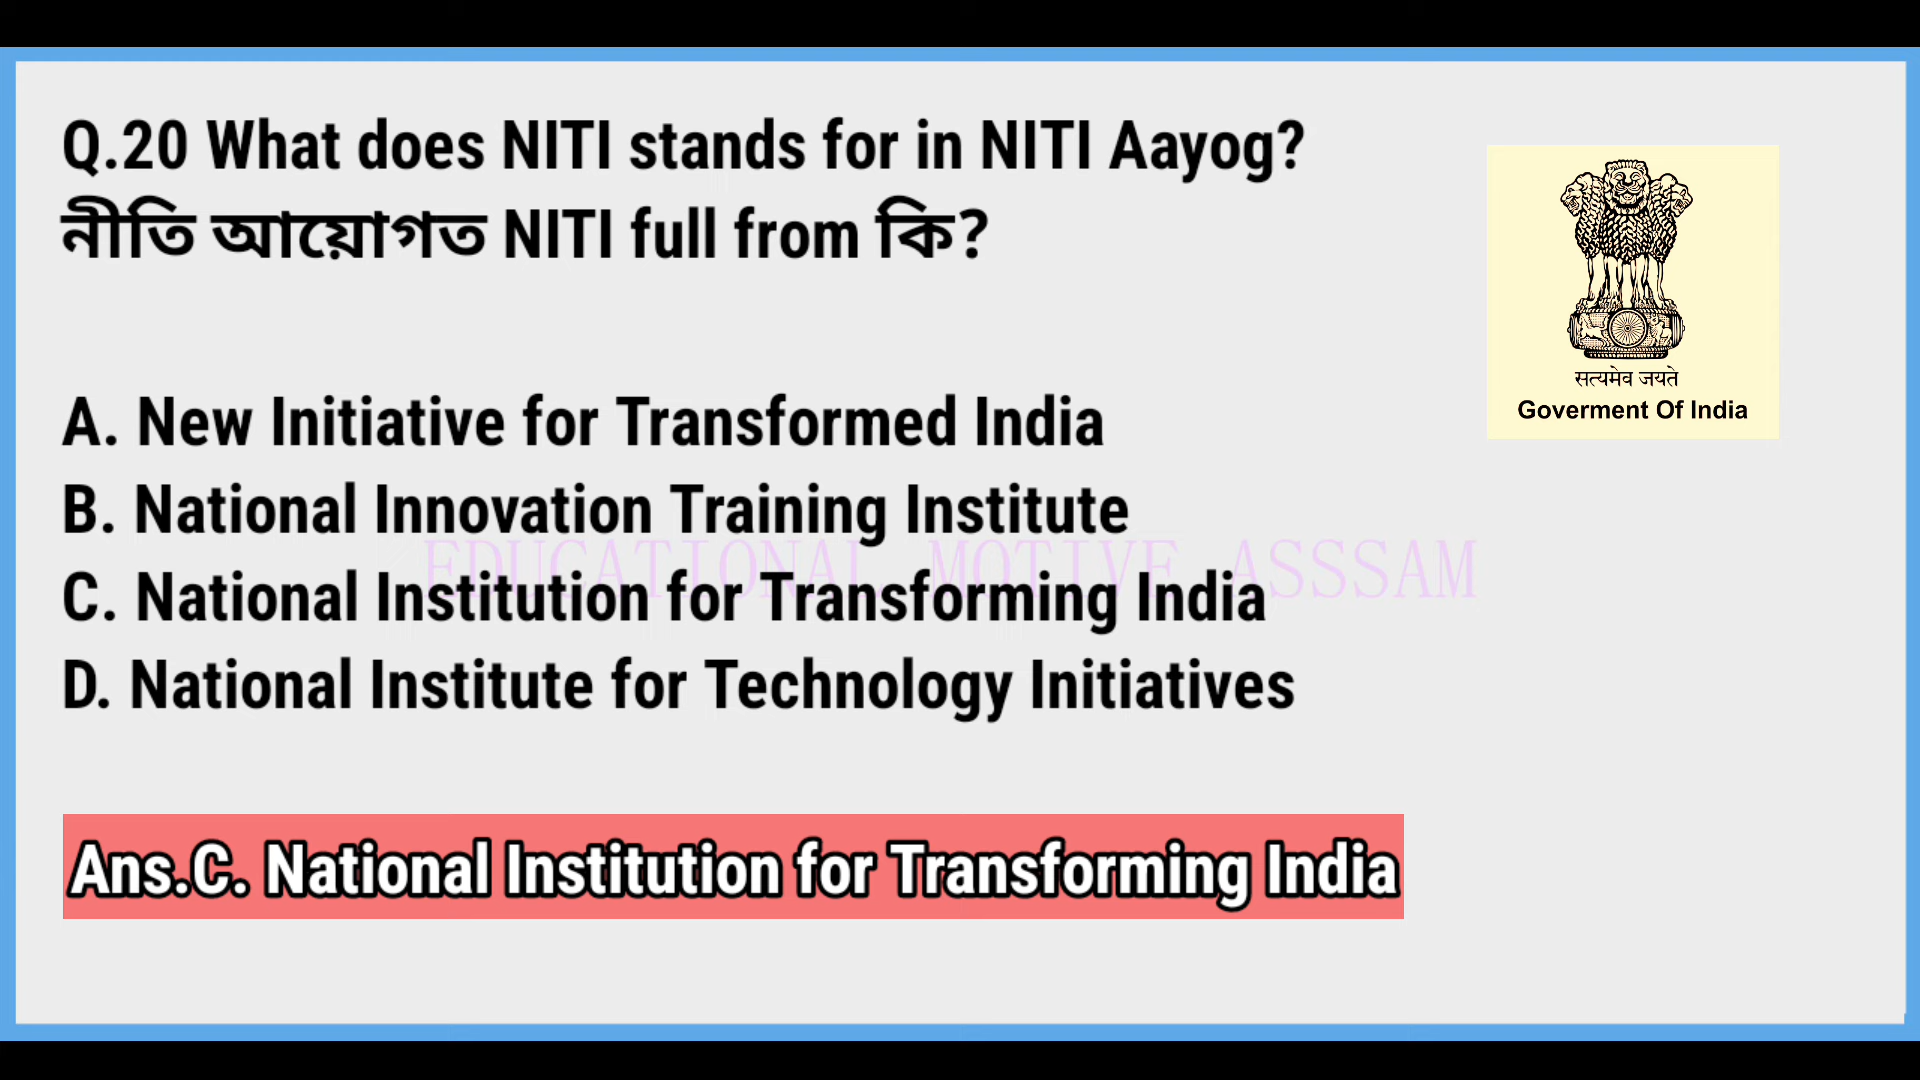 Q.20 What does NITI stands for in NITI Aayog?
নীতি আয়োগত NITI full from কি?
सत्यमेव जयते
Goverment Of India
A. New Initiative for Transformed India
B. National Innovation Training Institute
EDUCATIONAL MOTIVE ASSSAM
C. National Institution for Transforming India
D. National Institute for Technology Initiatives
Ans.C. National Institution for Transforming India